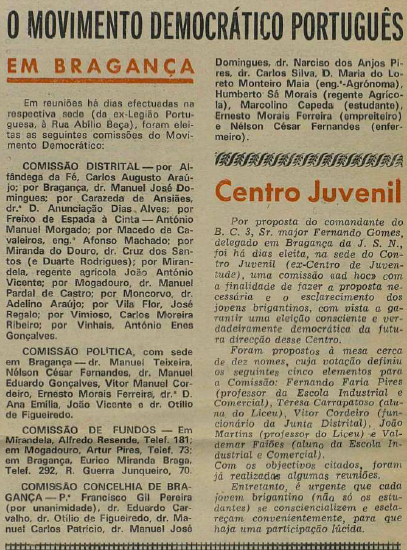 O MOVIMENTO DEMOCRÁTICO PORTUGUÊS
EM BRAGANÇA
Em reuniões há dias efectuadas na
respectiva sede (da ex-Legião Portu-
guesa, à Rua Abílio Beça), foram elei-
tas as seguintes comissões do Movi-
mento Democrático:
COMISSÃO DISTRITAL — por Al-
fândega da Fé, Carlos Augusto Araú-
jo; por Bragança, dr. Manuel José Do-
mingues; por Carazeda de Ansiães,
dr.ª D. Anunciação Dias Alves; por
Freixo de Espada à Cinta — António
Manuel Morgado; por Macedo de Ca-
valeiros, eng.º Afonso Machado; por
Miranda do Douro, dr. Cruz dos San-
tos (e Duarte Rodrigues); por Miran-
dela, regente agrícola João António
Vicente; por Mogadouro, dr. Manuel
Pardal de Castro; por Moncorvo, dr.
Adelino Araújo; por Vila Flor, José
Regalo; por Vimioso, Carlos Moreira
Ribeiro; por Vinhais, António Enes
Gonçalves.
COMISSÃO POLÍTICA, com sede
em Bragança — dr. Manuel Teixeira,
Nélson César Fernandes, dr. Manuel
Eduardo Gonçalves, Vitor Manuel Cor-
deiro, Ernesto Morais Ferreira, dr.ª D.
Ana Emília, João Vicente e dr. Otílio
de Figueiredo.
COMISSÃO DE FUNDOS — Em
Mirandela, Alfredo Resende, Telef. 181;
em Mogadouro, Artur Pires, Telef. 73;
em Bragança, Eurico Miranda Braga.
Telef. 292, R. Guerra Junqueiro, 70.
COMISSÃO CONCELHIA DE BRA-
GANÇA — P.ª Francisco Gil Pereira
(por unanimidade), dr. Eduardo Car-
valho, dr. Otílio de Figueiredo, dr. Ma-
nuel Carlos Patrício, dr. Manuel José
Domingues, dr. Narciso dos Anjos Pi-
res, dr. Carlos Silva, D. Maria do Lo-
reto Monteiro Maia (eng.ª-Agrónoma),
Humberto Sá Morais (regente Agríco-
la), Marcolino Cepeda (estudante),
Ernesto Morais Ferreira (empreiteiro)
e Nélson César Fernandes (enfer-
meiro).
Centro Juvenil
Por proposta do comandante do
B. C. 3, Sr. major Fernando Gomes,
delegado em Bragança da J. S. N.,
foi há dias eleita, na sede do Cen-
tro Juvenil (ex-Centro de Juven-
tude), uma comissão «ad hoc» com
a finalidade de fazer a proposta ne-
cessária e o esclarecimento dos
jovens brigantinos, com vista a ga-
rantir uma eleição consciente e ver-
dadeiramente democrática da futura
direcção desse Centro.
Foram propostos à mesa cerca
de dez nomes, cuja votação definiu
os seguintes cinco elementos para
a Comissão: Fernando Faria Pires
(professor da Escola Industrial e
Comercial), Teresa Carrapatoso (alu-
na do Liceu), Vitor Cordeiro (fun-
cionário da Junta Distrital), João
Martins (professor do Liceu) e Val-
demar Falões (aluno da Escola In-
dustrial e Comercial).
Com os objectivos citados, foram
já realizadas algumas reuniões.
Entretanto, é urgente que cada
jovem brigantino (não só os estu-
dantes) se consciencializem e escla-
reçam convenientemente, para que
haja uma participação lúcida.